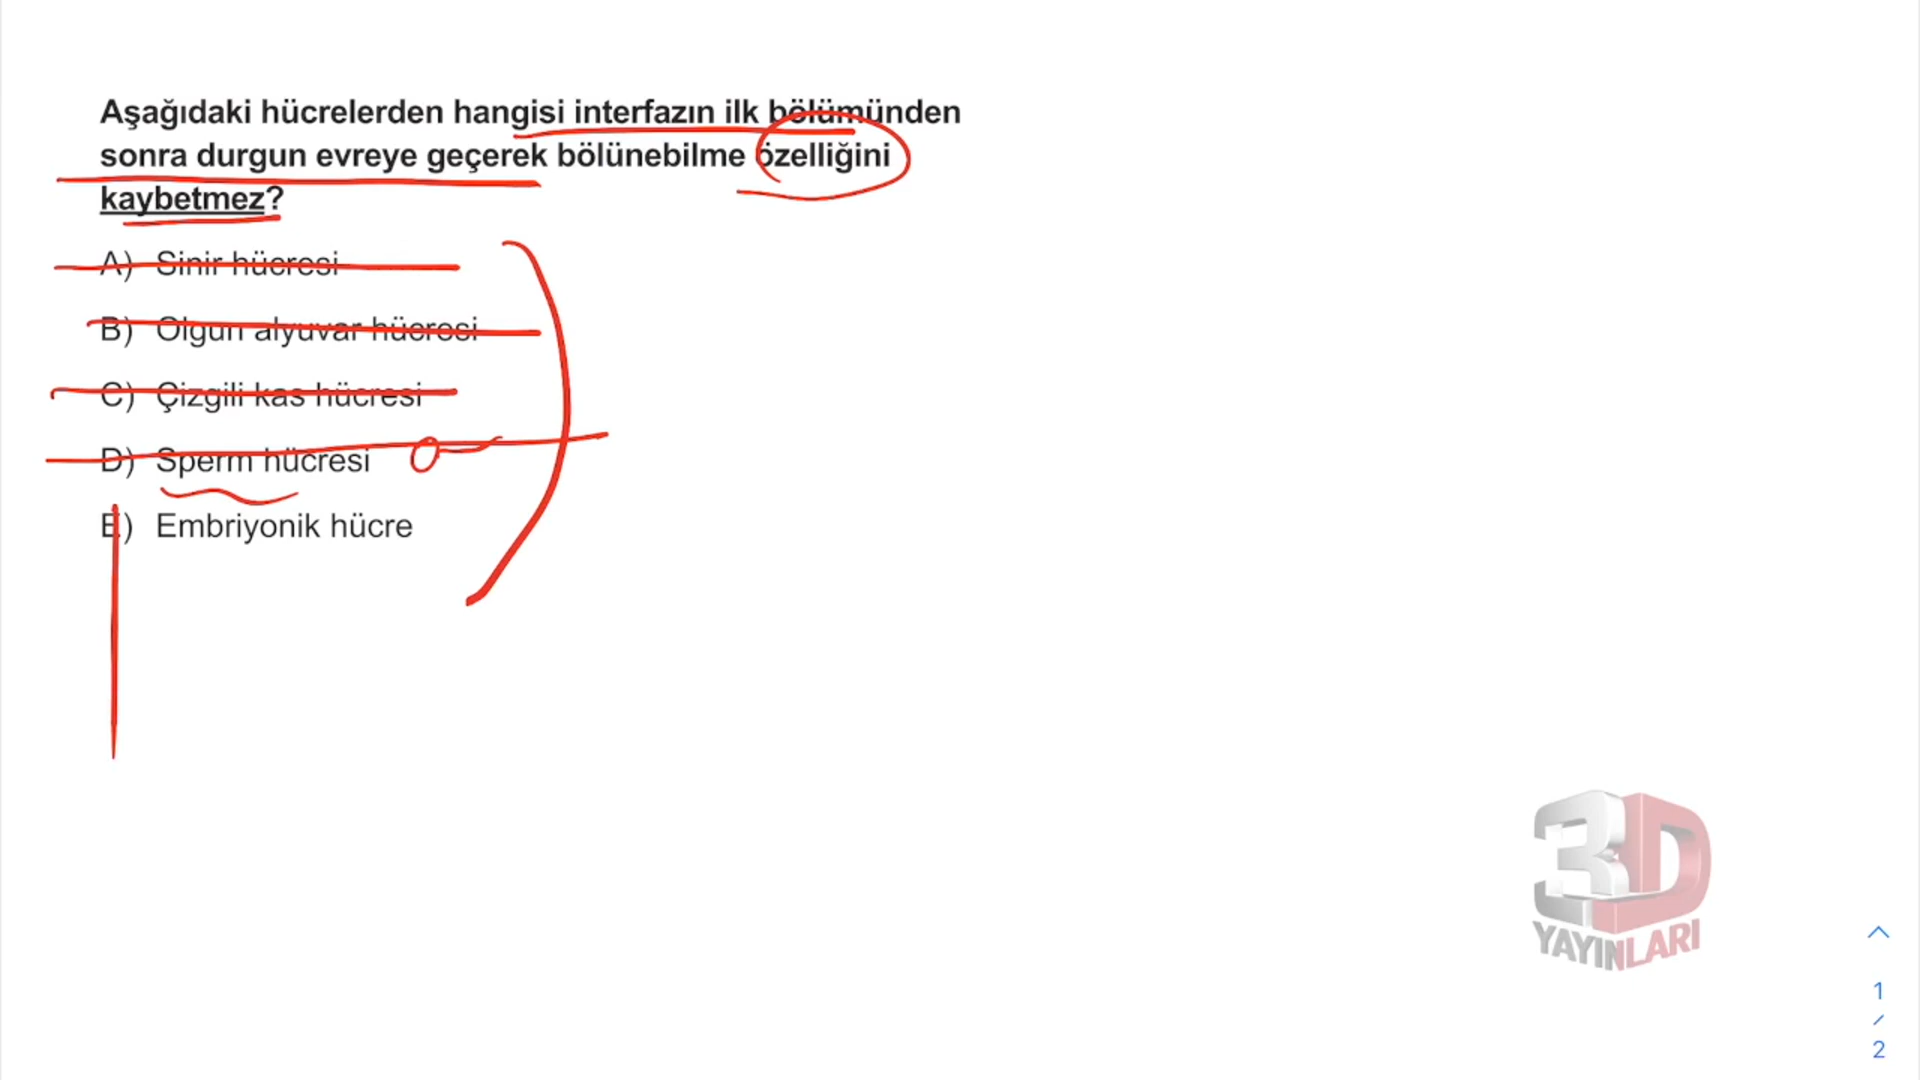 Aşağıdaki hücrelerden hangisi interfazın ilk bölümünden
sonra durgun evreye geçerek bölünebilme özelliğini
kaybetmez?
A) Sinir hücresi
B) Olgun alyuvar hücresi
C) Çizgili kas hücresi
D) Sperm hücresi
E) Embriyonik hücre
3D
YAYINLARI
1
/
2